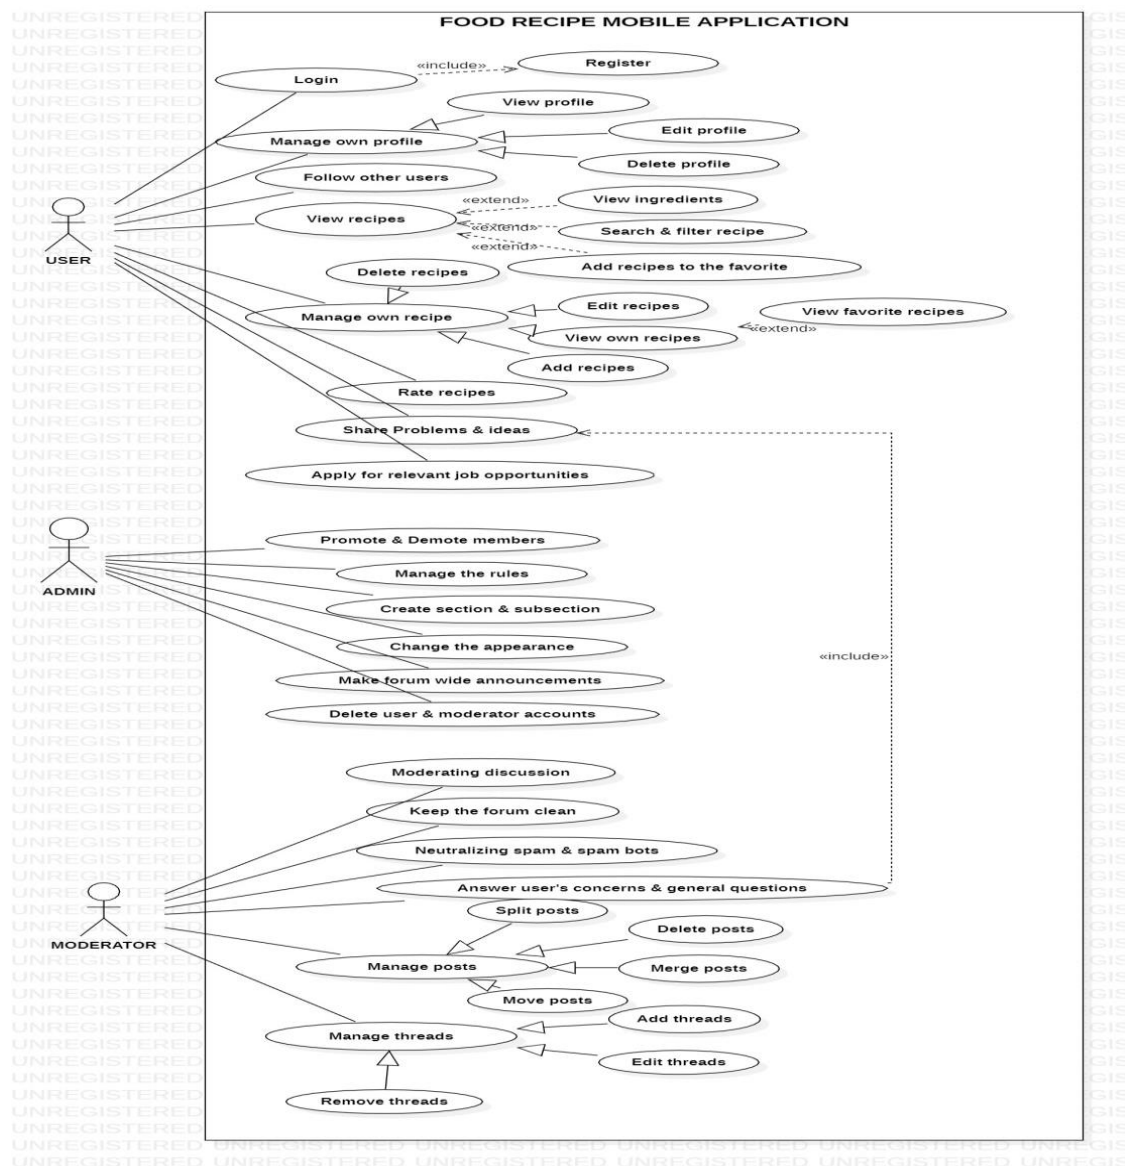 FOOD RECIPE MOBILE APPLICATION
«include»
Register
Login
View profile
Edit profile
Manage own profile
Delete profile
Follow other users
«extend»
View ingredients
View recipes
«extend»
Search & filter recipe
«extend»
USER
Add recipes to the favorite
Delete recipes
Edit recipes
View favorite recipes
Manage own recipe
«extend»
View own recipes
Add recipes
Rate recipes
Share Problems & ideas
Apply for relevant job opportunities
Promote & Demote members
Manage the rules
ADMIN
Create section & subsection
Change the appearance
«include»
Make forum wide announcements
Delete user & moderator accounts
Moderating discussion
Keep the forum clean
Neutralizing spam & spam bots
Answer user's concerns & general questions
Split posts
Delete posts
MODERATOR
Manage posts
Merge posts
Move posts
Add threads
Manage threads
Edit threads
Remove threads
UNREGISTERED UNREGISTERED UNREGISTERED UNREGISTERED UNREGISTERED